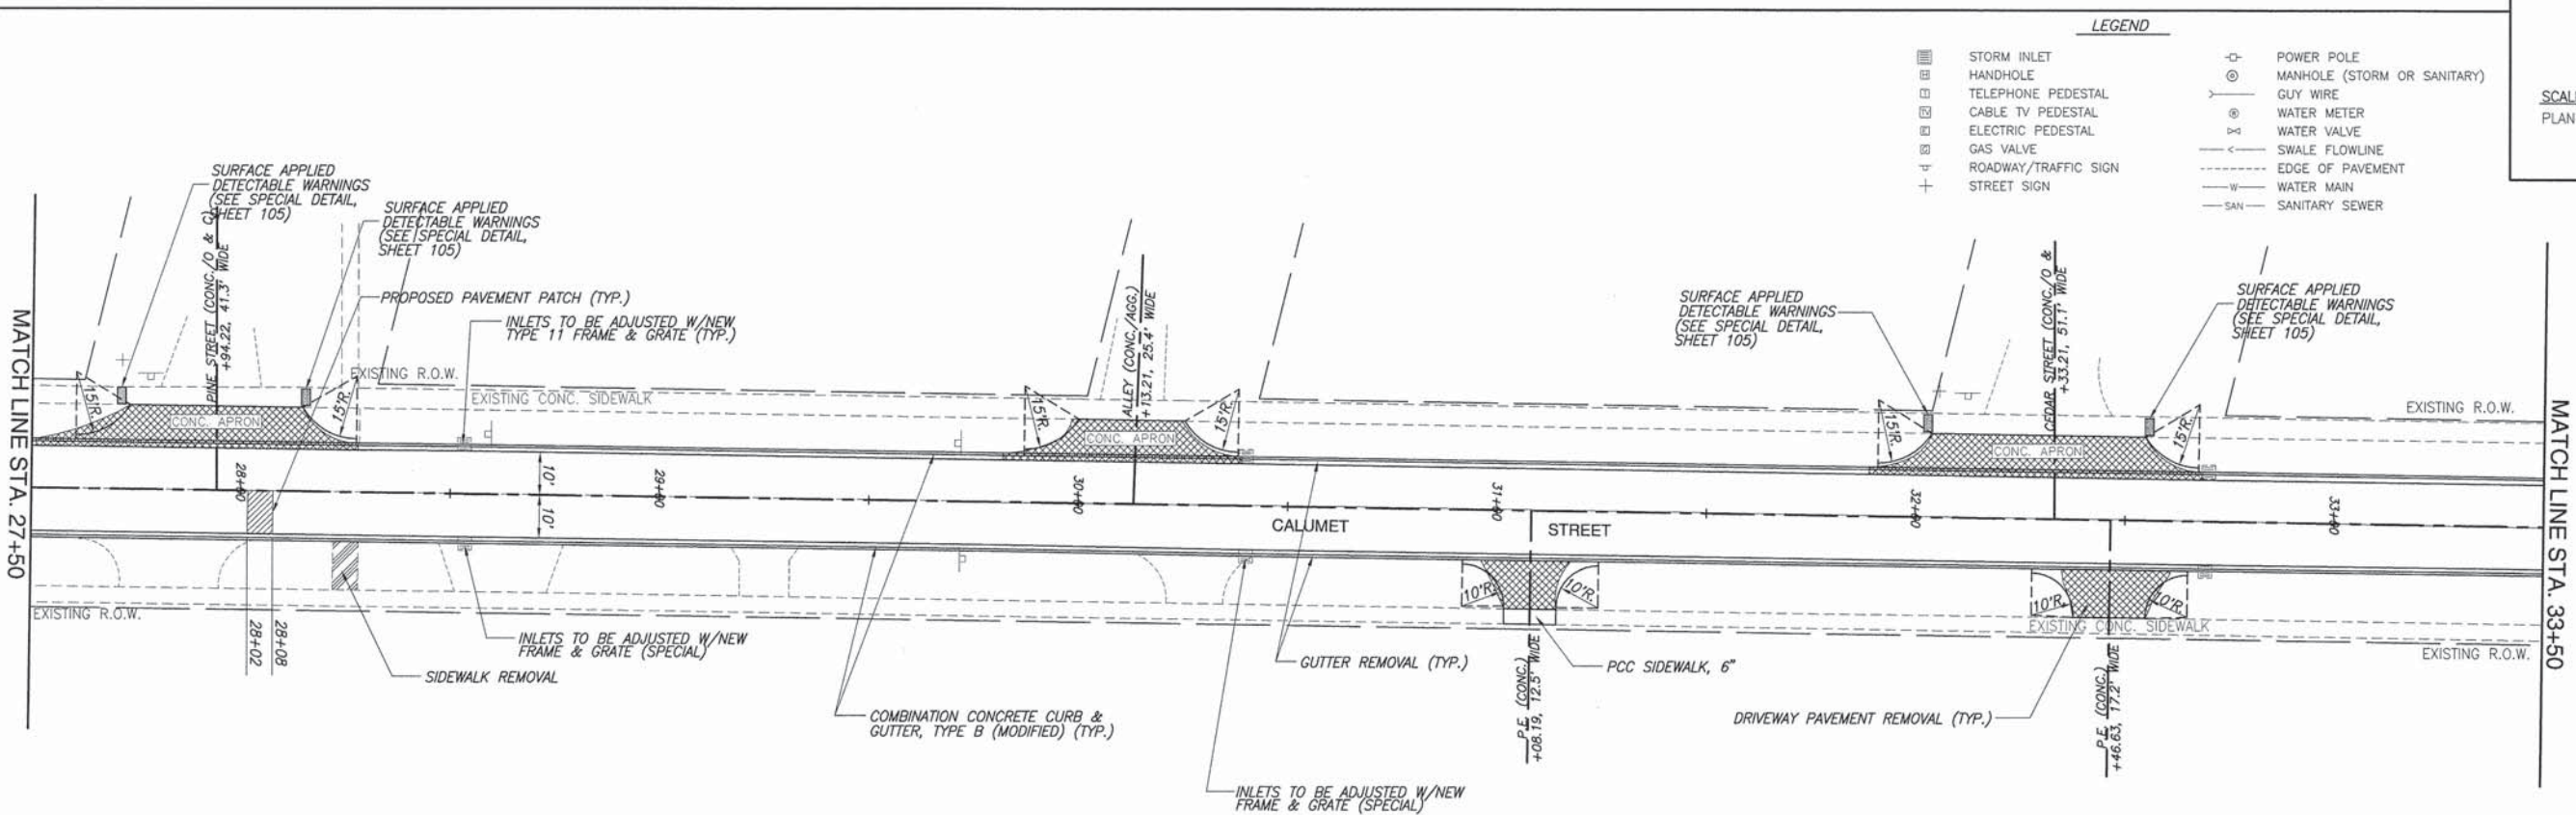 LEGEND
STORM INLET
HANDHOLE
TELEPHONE PEDESTAL
CABLE TV PEDESTAL
ELECTRIC PEDESTAL
GAS VALVE
ROADWAY/TRAFFIC SIGN
STREET SIGN
POWER POLE
MANHOLE (STORM OR SANITARY)
GUY WIRE
WATER METER
WATER VALVE
SWALE FLOWLINE
EDGE OF PAVEMENT
W WATER MAIN
SAN SANITARY SEWER
PLAN
MATCH LINE STA. 27+50
SURFACE APPLIED
DETECTABLE WARNINGS
(SEE SPECIAL DETAIL,
SHEET 105)
PINE STREET (CONC./O & C)
+94.22, 41.3' WIDE
SURFACE APPLIED
DETECTABLE WARNINGS
(SEE SPECIAL DETAIL,
SHEET 105)
PROPOSED PAVEMENT PATCH (TYP.)
INLETS TO BE ADJUSTED W/NEW
TYPE 11 FRAME & GRATE (TYP.)
EXISTING R.O.W.
EXISTING CONC. SIDEWALK
15'R.
CONC. APRON
15'R.
ALLEY (CONC./AGG.)
+13.21, 25.4' WIDE
15'R.
CONC. APRON
15'R.
SURFACE APPLIED
DETECTABLE WARNINGS
(SEE SPECIAL DETAIL,
SHEET 105)
CEDAR STREET (CONC./O &
+33.21, 51.1' WIDE
SURFACE APPLIED
DETECTABLE WARNINGS
(SEE SPECIAL DETAIL,
SHEET 105)
15'R.
CONC. APRON
15'R.
EXISTING R.O.W.
MATCH LINE STA. 33+50
28+00
10'
10'
29+00
30+00
CALUMET STREET
31+00
32+00
33+00
EXISTING R.O.W.
28+02
28+08
SIDEWALK REMOVAL
INLETS TO BE ADJUSTED W/NEW
FRAME & GRATE (SPECIAL)
COMBINATION CONCRETE CURB &
GUTTER, TYPE B (MODIFIED) (TYP.)
INLETS TO BE ADJUSTED W/NEW
FRAME & GRATE (SPECIAL)
GUTTER REMOVAL (TYP.)
10'R.
10'R.
P.E. (CONC.)
+08.19, 12.5' WIDE
PCC SIDEWALK, 6"
DRIVEWAY PAVEMENT REMOVAL (TYP.)
10'R.
10'R.
EXISTING CONC. SIDEWALK
P.E. (CONC.)
+46.63, 17.2' WIDE
EXISTING R.O.W.